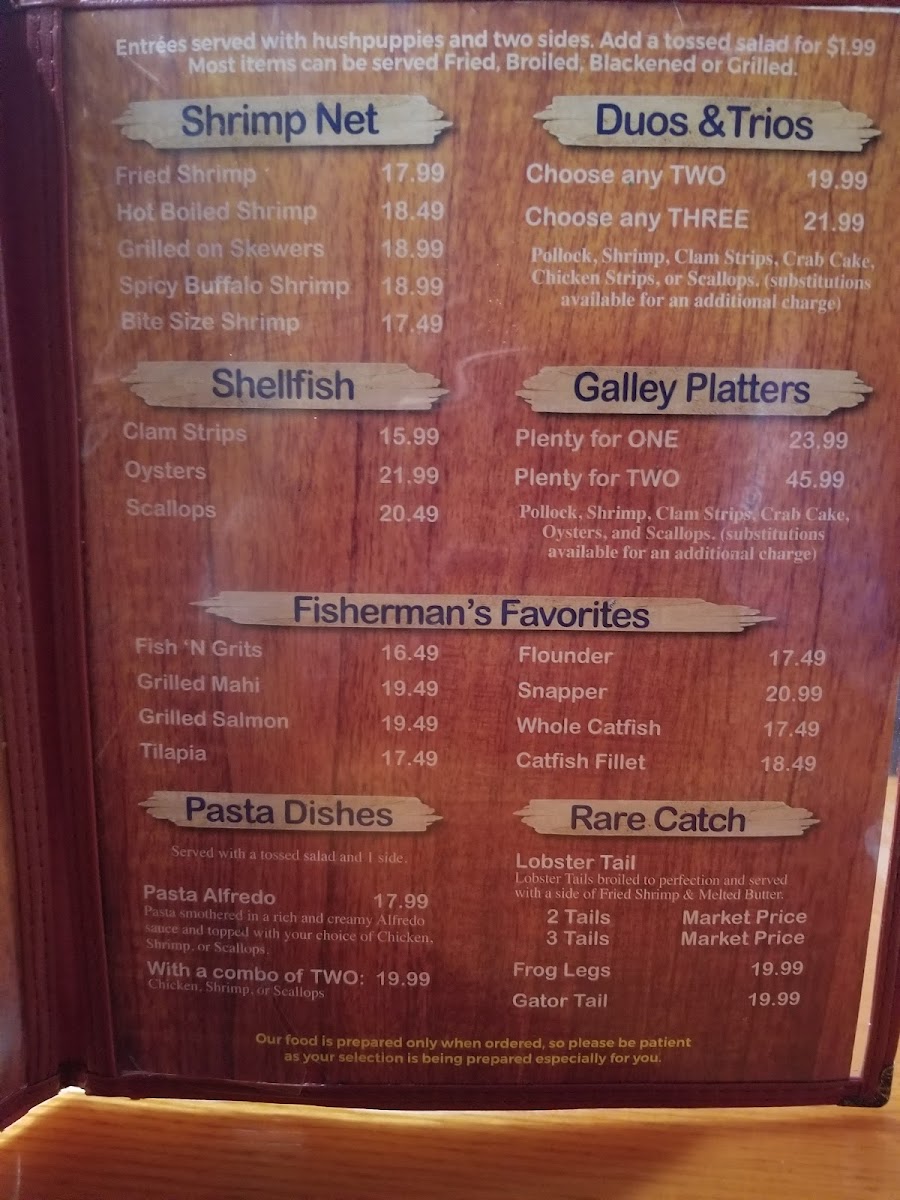 Entrées served with hushpuppies and two sides. Add a tossed salad for $1.99
Most items can be served Fried, Broiled, Blackened or Grilled.
Shrimp Net
Fried Shrimp 17.99
Hot Boiled Shrimp 18.49
Grilled on Skewers 18.99
Spicy Buffalo Shrimp 18.99
Bite Size Shrimp 17.49
Duos & Trios
Choose any TWO 19.99
Choose any THREE 21.99
Pollock, Shrimp, Clam Strips, Crab Cake,
Chicken Strips, or Scallops. (substitutions
available for an additional charge)
Shellfish
Clam Strips 15.99
Oysters 21.99
Scallops 20.49
Galley Platters
Plenty for ONE 23.99
Plenty for TWO 45.99
Pollock, Shrimp, Clam Strips, Crab Cake,
Oysters, and Scallops. (substitutions
available for an additional charge)
Fisherman's Favorites
Fish 'N Grits 16.49
Grilled Mahi 19.49
Grilled Salmon 19.49
Tilapia 17.49
Flounder 17.49
Snapper 20.99
Whole Catfish 17.49
Catfish Fillet 18.49
Pasta Dishes
Served with a tossed salad and 1 side.
Pasta Alfredo 17.99
Pasta smothered in a rich and creamy Alfredo
sauce and topped with your choice of Chicken,
Shrimp, or Scallops.
With a combo of TWO: 19.99
Chicken, Shrimp, or Scallops
Rare Catch
Lobster Tail
Lobster Tails broiled to perfection and served
with a side of Fried Shrimp & Melted Butter.
2 Tails Market Price
3 Tails Market Price
Frog Legs 19.99
Gator Tail 19.99
Our food is prepared only when ordered, so please be patient
as your selection is being prepared especially for you.